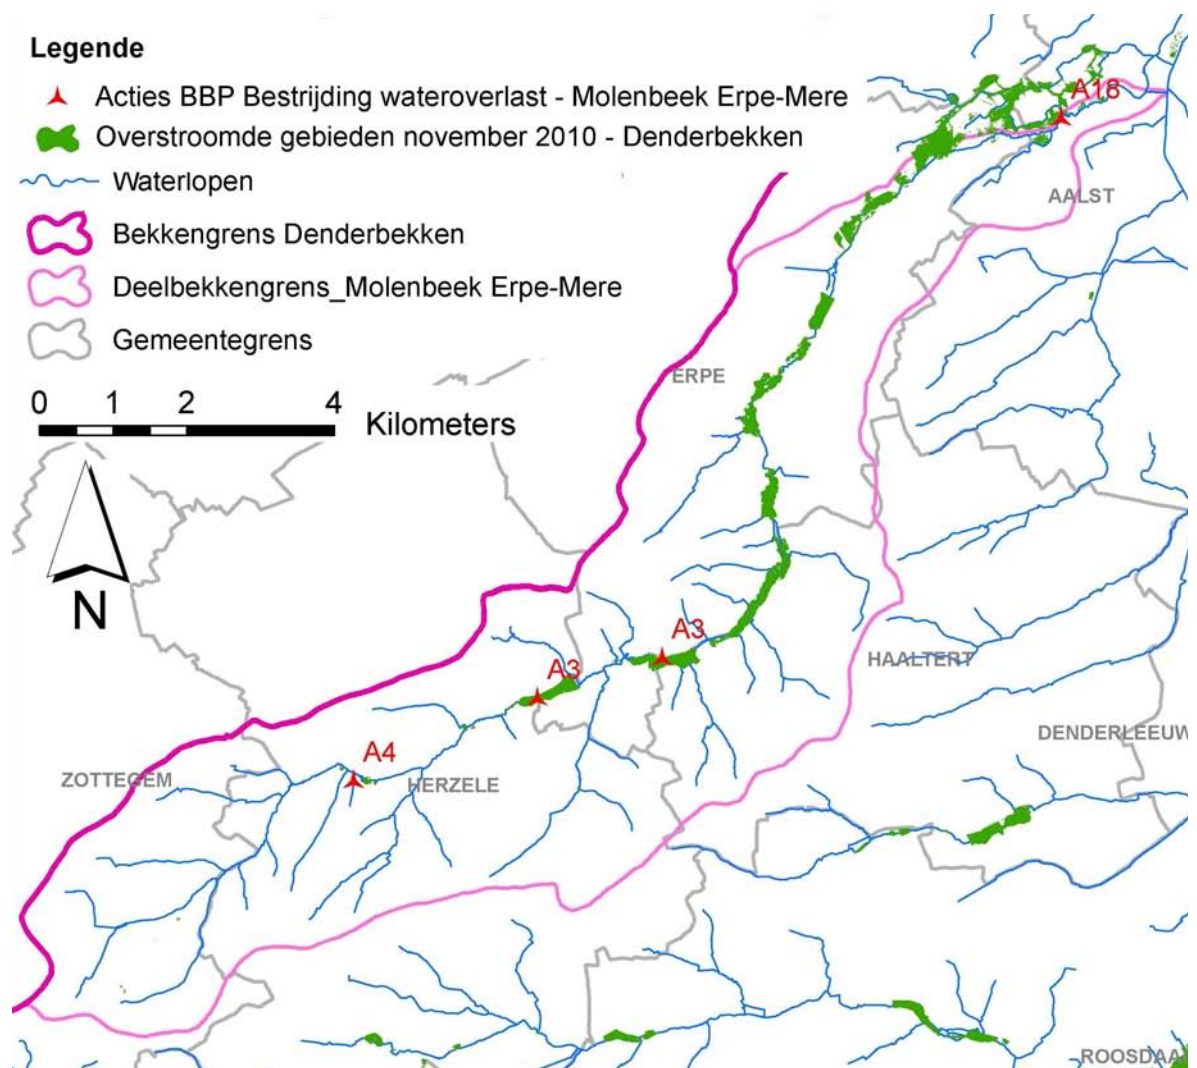 Legende
Acties BBP Bestrijding wateroverlast - Molenbeek Erpe-Mere
Overstroomde gebieden november 2010 - Denderbekken
Waterlopen
Bekkengrens Denderbekken
Deelbekkengrens_Molenbeek Erpe-Mere
Gemeentegrens
0 1 2 4 Kilometers
N
A18
AALST
ERPE
A3
HAALTERT
A3
DENDERLEEUW
A4
ZOTTEGEM
HERZELE
ROOSDAA